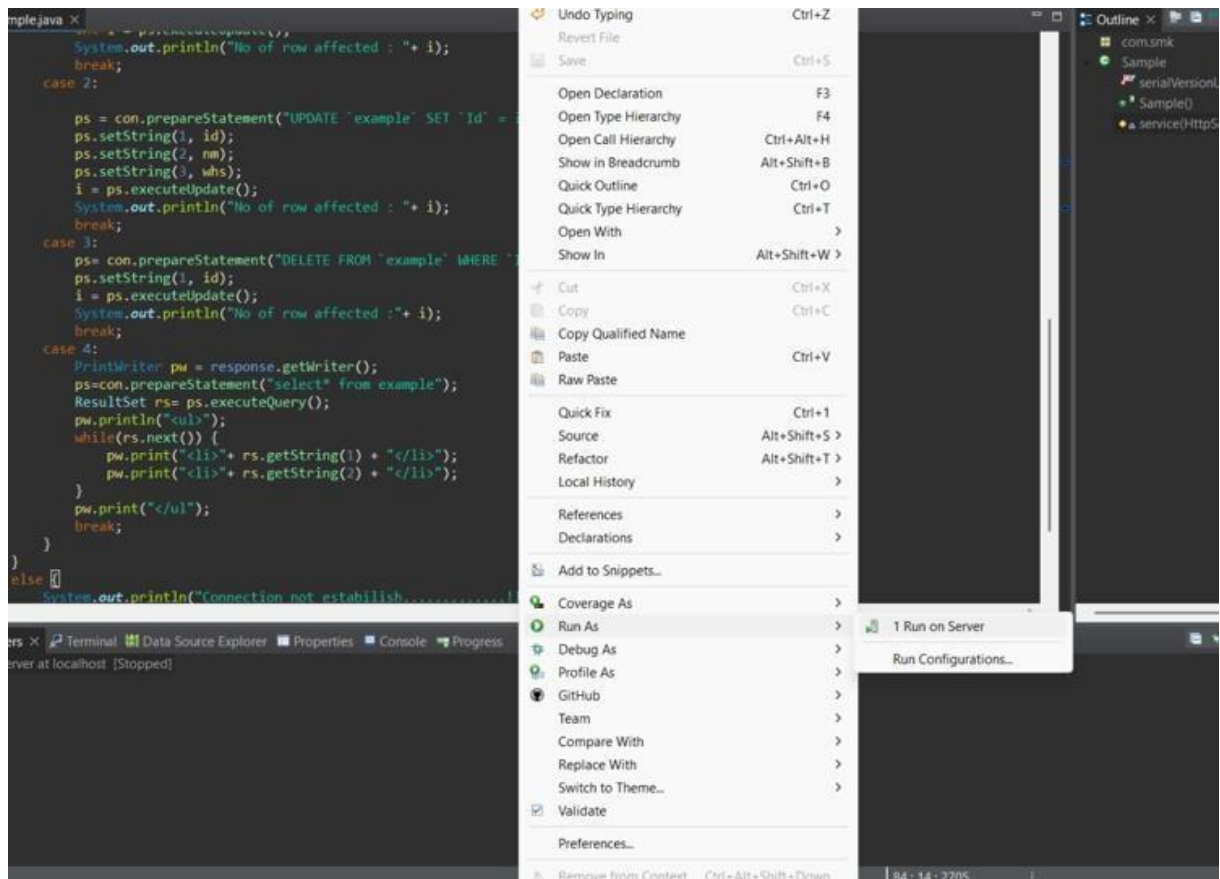 mple.java ×
System.out.println("No of row affected : "+ i);
break;
case 2:
ps = con.prepareStatement("UPDATE `example` SET `Id` =
ps.setString(1, id);
ps.setString(2, nm);
ps.setString(3, whs);
i = ps.executeUpdate();
System.out.println("No of row affected : "+ i);
break;
case 3:
ps= con.prepareStatement("DELETE FROM `example` WHERE `
ps.setString(1, id);
i = ps.executeUpdate();
System.out.println("No of row affected :"+ i);
break;
case 4:
PrintWriter pw = response.getWriter();
ps=con.prepareStatement("select* from example");
ResultSet rs= ps.executeQuery();
pw.println("<ul>");
while(rs.next()) {
pw.print("<li>"+ rs.getString(1) + "</li>");
pw.print("<li>"+ rs.getString(2) + "</li>");
}
pw.print("</ul");
break;
}
}
else {
System.out.println("Connection not estabilish.............!!
Undo Typing Ctrl+Z
Revert File
Save Ctrl+S
Open Declaration F3
Open Type Hierarchy F4
Open Call Hierarchy Ctrl+Alt+H
Show in Breadcrumb Alt+Shift+B
Quick Outline Ctrl+O
Quick Type Hierarchy Ctrl+T
Open With >
Show In Alt+Shift+W >
Cut Ctrl+X
Copy Ctrl+C
Copy Qualified Name
Paste Ctrl+V
Raw Paste
Quick Fix Ctrl+1
Source Alt+Shift+S >
Refactor Alt+Shift+T >
Local History >
References >
Declarations >
Add to Snippets...
Coverage As >
Run As >
Debug As >
Profile As >
GitHub >
Team >
Compare With >
Replace With >
Switch to Theme... >
Validate
Preferences...
Remove from Context Ctrl+Alt+Shift+Down
1 Run on Server
Run Configurations...
Outline ×
com.smk
Sample
serialVersionU
Sample()
service(HttpS
ers × Terminal Data Source Explorer Properties Console Progress
erver at localhost [Stopped]
84 : 14 : 2705